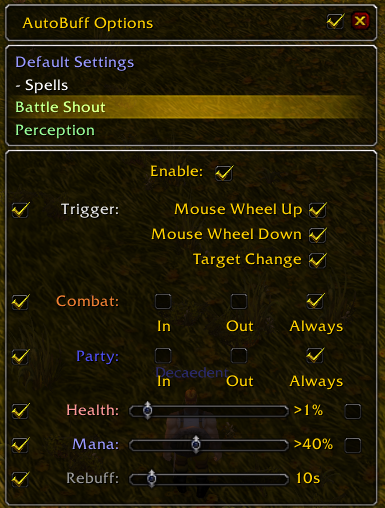 AutoBuff Options
Default Settings
- Spells
Battle Shout
Perception
Enable:
Trigger: Mouse Wheel Up
Mouse Wheel Down
Target Change
Combat:
In Out Always
Party:
Decaedent
In Out Always
Health: >1%
Mana: >40%
Rebuff: 10s